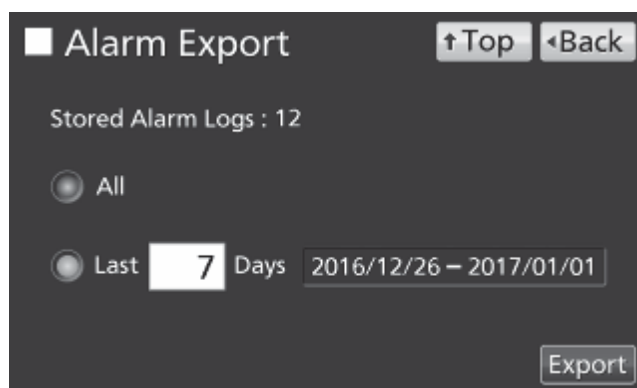 Alarm Export
↑Top
◂Back
Stored Alarm Logs : 12
All
Last 7 Days 2016/12/26 – 2017/01/01
Export